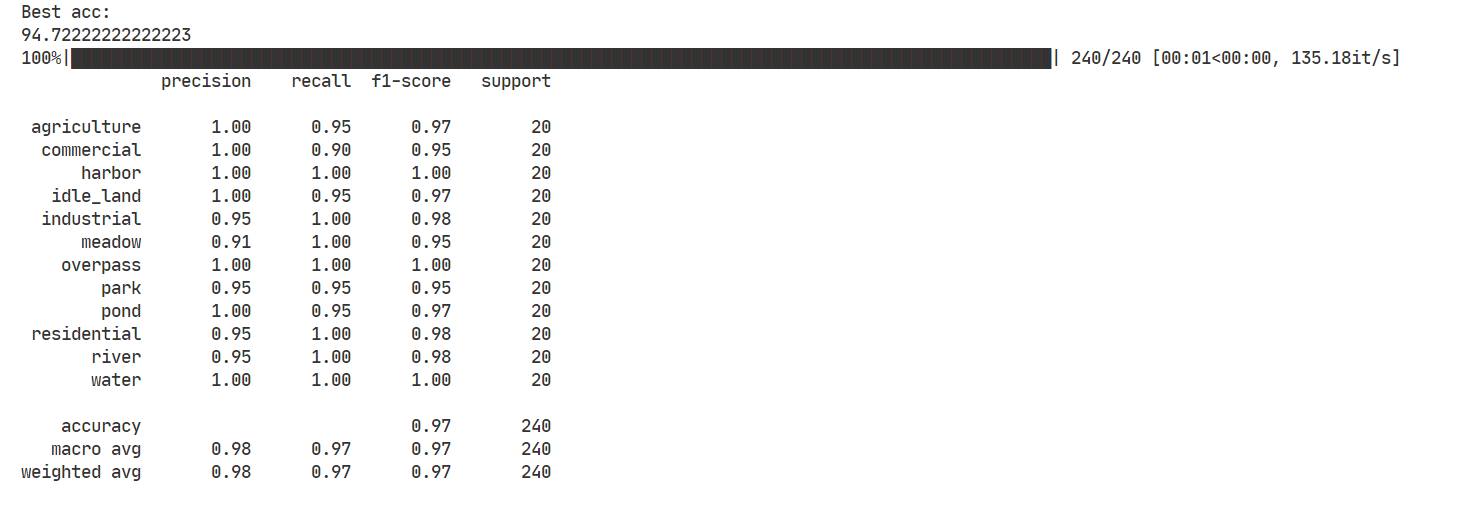 Best acc:
94.72222222222223
100%|██████████| 240/240 [00:01<00:00, 135.18it/s]
precision recall f1-score support
agriculture 1.00 0.95 0.97 20
commercial 1.00 0.90 0.95 20
harbor 1.00 1.00 1.00 20
idle_land 1.00 0.95 0.97 20
industrial 0.95 1.00 0.98 20
meadow 0.91 1.00 0.95 20
overpass 1.00 1.00 1.00 20
park 0.95 0.95 0.95 20
pond 1.00 0.95 0.97 20
residential 0.95 1.00 0.98 20
river 0.95 1.00 0.98 20
water 1.00 1.00 1.00 20
accuracy 0.97 240
macro avg 0.98 0.97 0.97 240
weighted avg 0.98 0.97 0.97 240